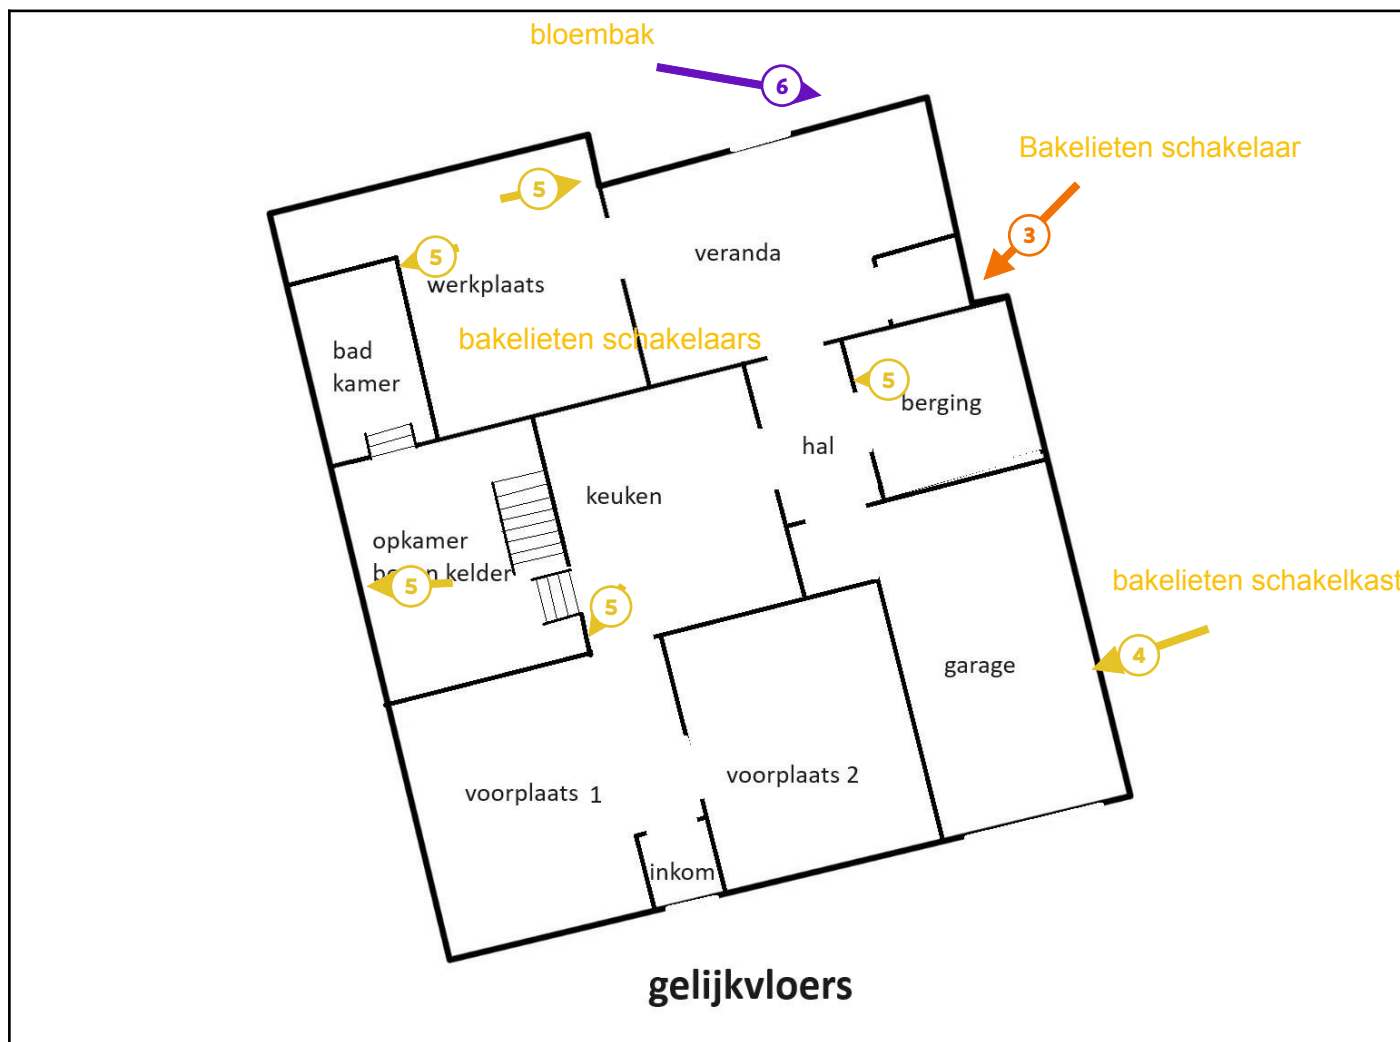 bloembak
6
Bakelieten schakelaar
5
3
5
veranda
werkplaats
bakelieten schakelaars
bad
kamer
5
berging
hal
keuken
opkamer
kelder
5
bakelieten schakelkast
5
4
garage
voorplaats 2
voorplaats 1
inkom
gelijkvloers